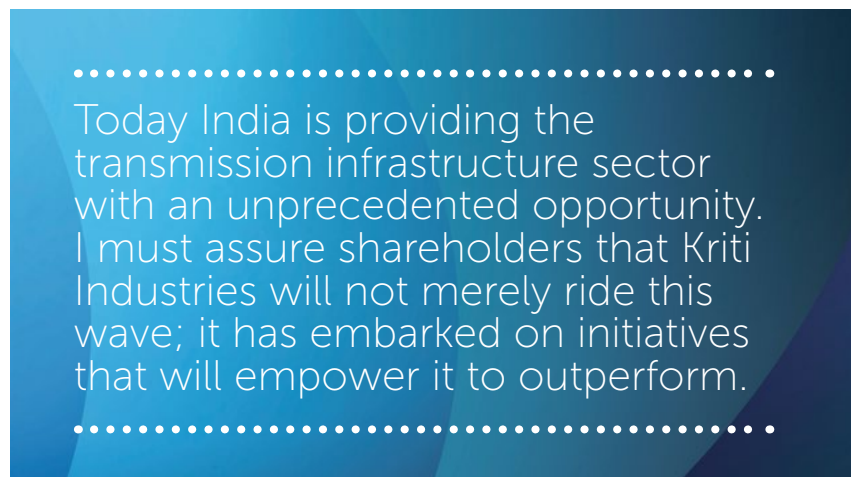 Today India is providing the
transmission infrastructure sector
with an unprecedented opportunity.
I must assure shareholders that Kriti
Industries will not merely ride this
wave; it has embarked on initiatives
that will empower it to outperform.